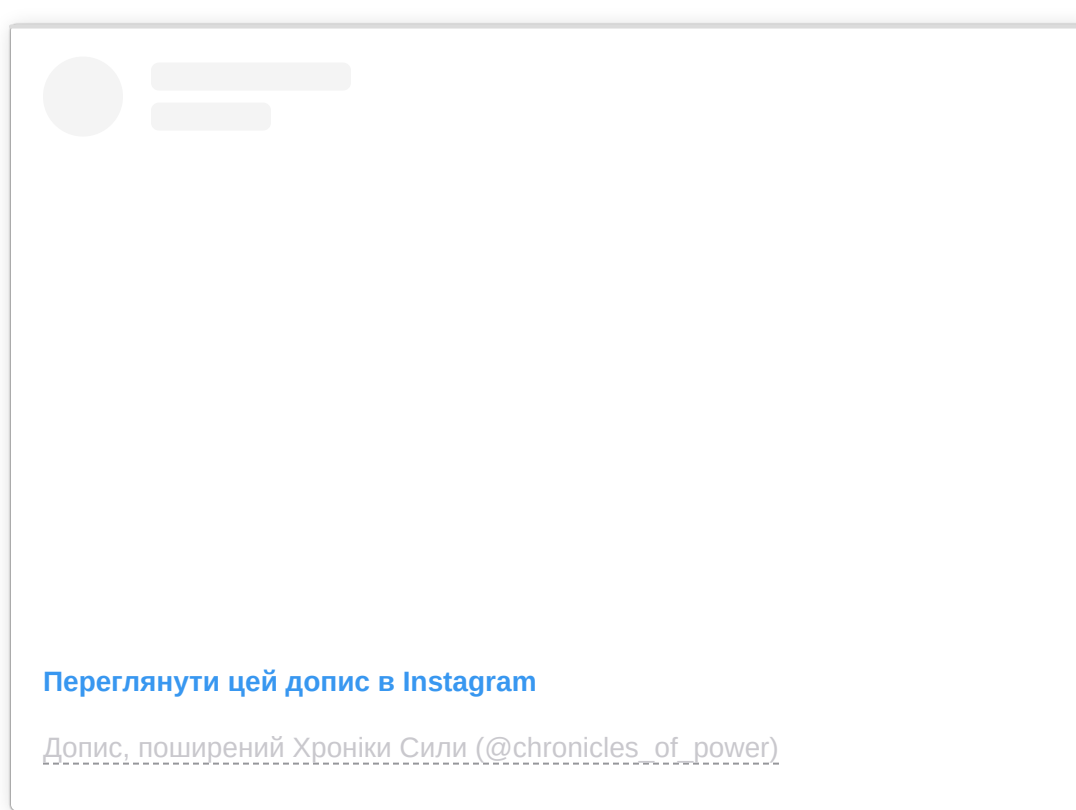 Переглянути цей допис в Instagram
Допис, поширений Хроніки Сили (@chronicles_of_power)